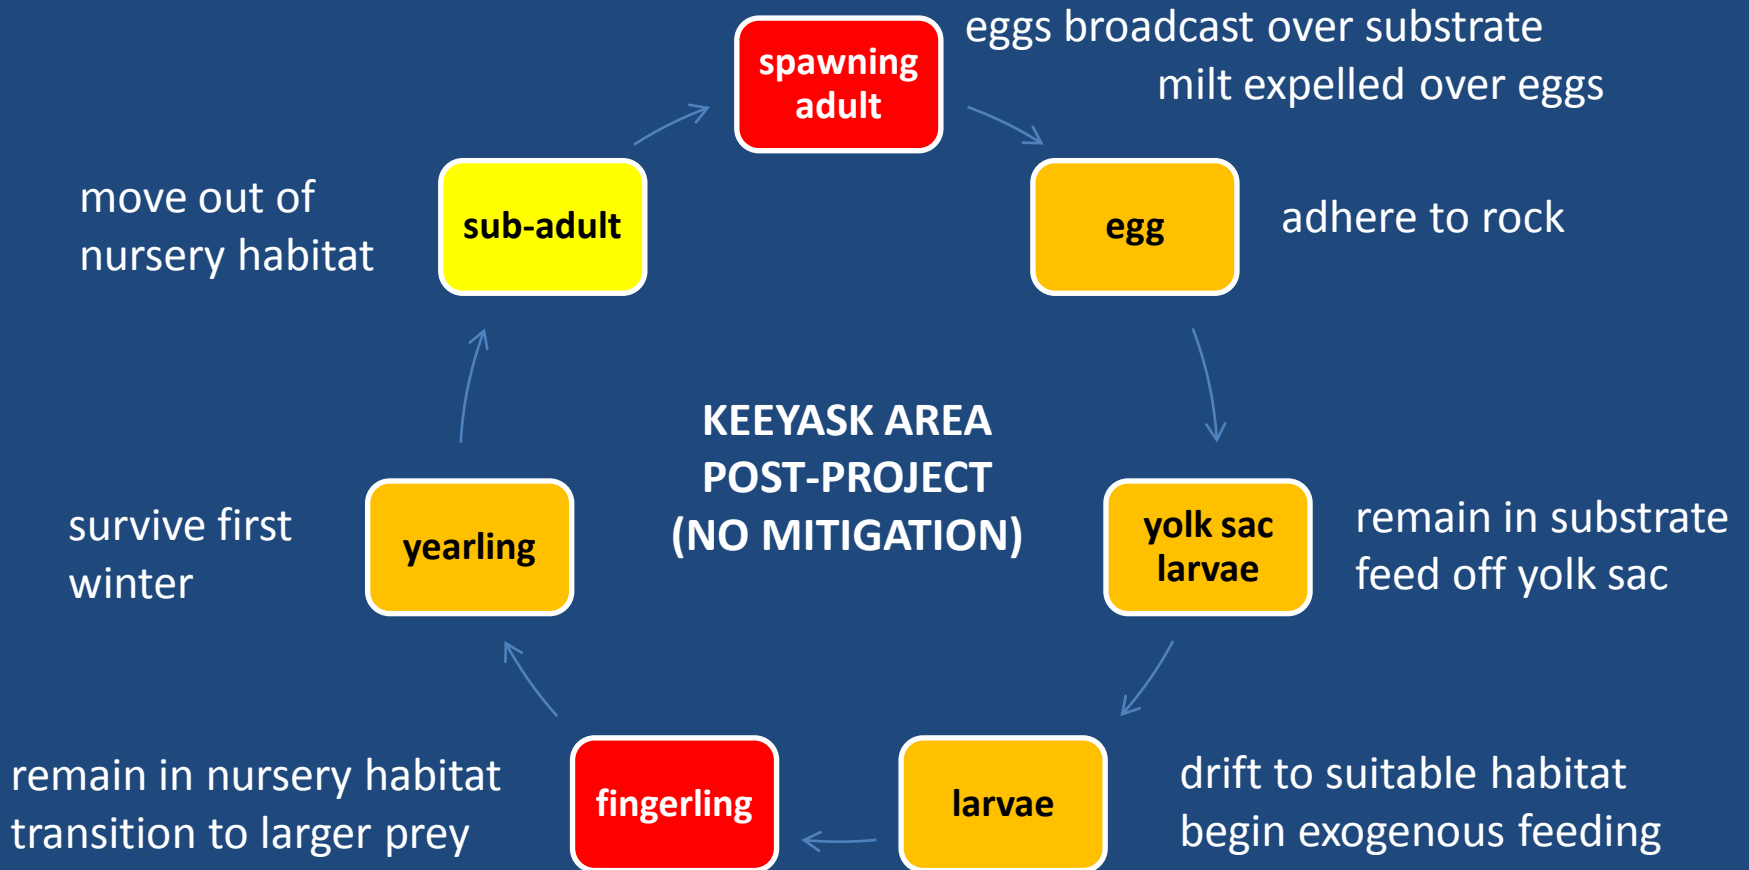 spawning
adult
eggs broadcast over substrate
milt expelled over eggs
egg
adhere to rock
yolk sac
larvae
remain in substrate
feed off yolk sac
larvae
drift to suitable habitat
begin exogenous feeding
fingerling
remain in nursery habitat
transition to larger prey
yearling
survive first
winter
sub-adult
move out of
nursery habitat
KEEYASK AREA
POST-PROJECT
(NO MITIGATION)